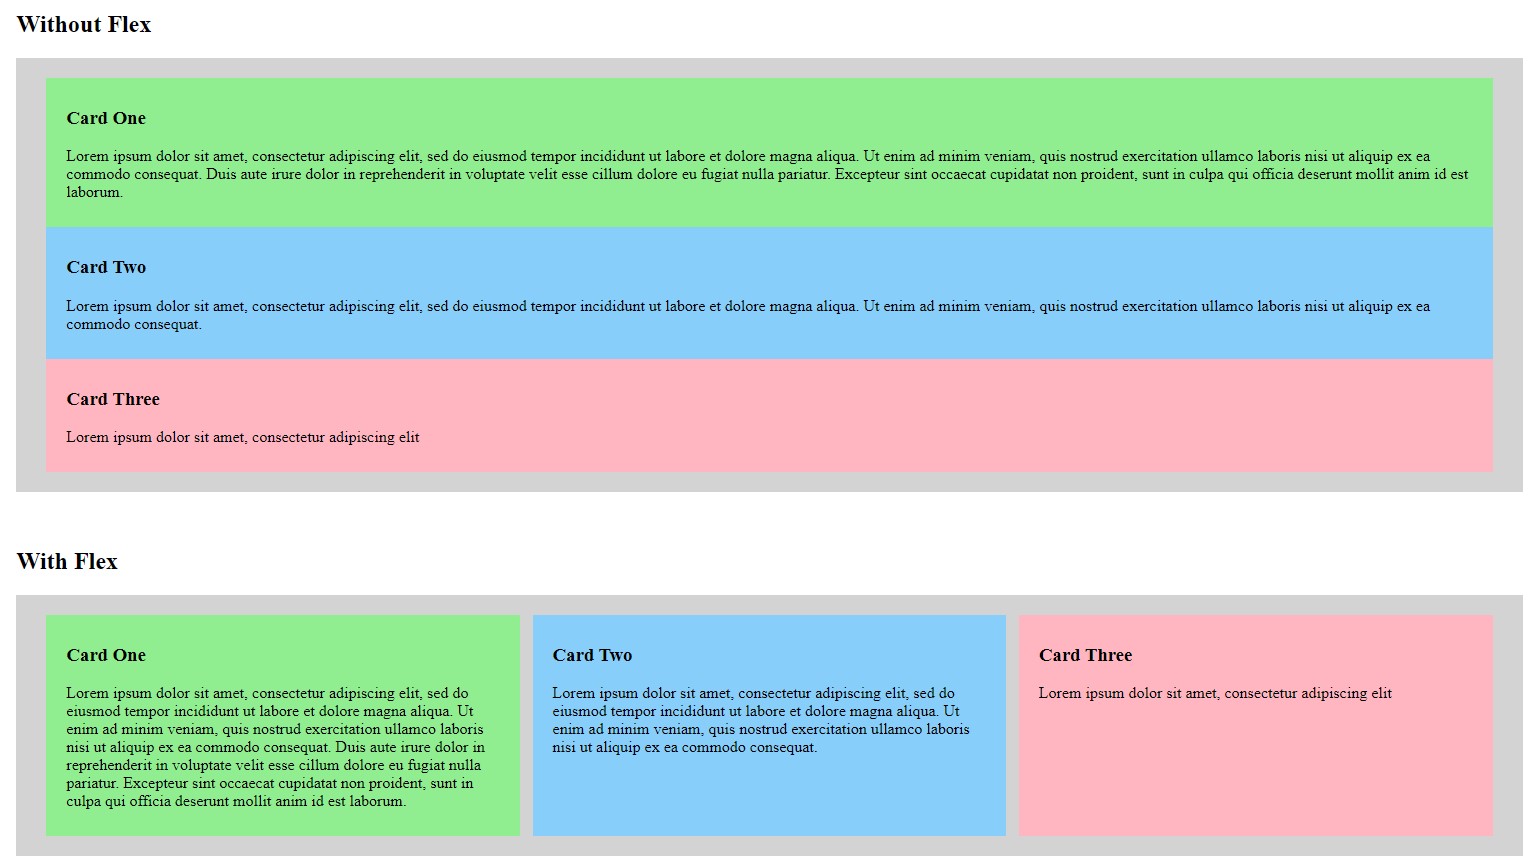 Without Flex
Card One
Lorem ipsum dolor sit amet, consectetur adipiscing elit, sed do eiusmod tempor incididunt ut labore et dolore magna aliqua. Ut enim ad minim veniam, quis nostrud exercitation ullamco laboris nisi ut aliquip ex ea
commodo consequat. Duis aute irure dolor in reprehenderit in voluptate velit esse cillum dolore eu fugiat nulla pariatur. Excepteur sint occaecat cupidatat non proident, sunt in culpa qui officia deserunt mollit anim id est
laborum.
Card Two
Lorem ipsum dolor sit amet, consectetur adipiscing elit, sed do eiusmod tempor incididunt ut labore et dolore magna aliqua. Ut enim ad minim veniam, quis nostrud exercitation ullamco laboris nisi ut aliquip ex ea
commodo consequat.
Card Three
Lorem ipsum dolor sit amet, consectetur adipiscing elit
With Flex
Card One
Lorem ipsum dolor sit amet, consectetur adipiscing elit, sed do
eiusmod tempor incididunt ut labore et dolore magna aliqua. Ut
enim ad minim veniam, quis nostrud exercitation ullamco laboris
nisi ut aliquip ex ea commodo consequat. Duis aute irure dolor in
reprehenderit in voluptate velit esse cillum dolore eu fugiat nulla
pariatur. Excepteur sint occaecat cupidatat non proident, sunt in
culpa qui officia deserunt mollit anim id est laborum.
Card Two
Lorem ipsum dolor sit amet, consectetur adipiscing elit, sed do
eiusmod tempor incididunt ut labore et dolore magna aliqua. Ut
enim ad minim veniam, quis nostrud exercitation ullamco laboris
nisi ut aliquip ex ea commodo consequat.
Card Three
Lorem ipsum dolor sit amet, consectetur adipiscing elit